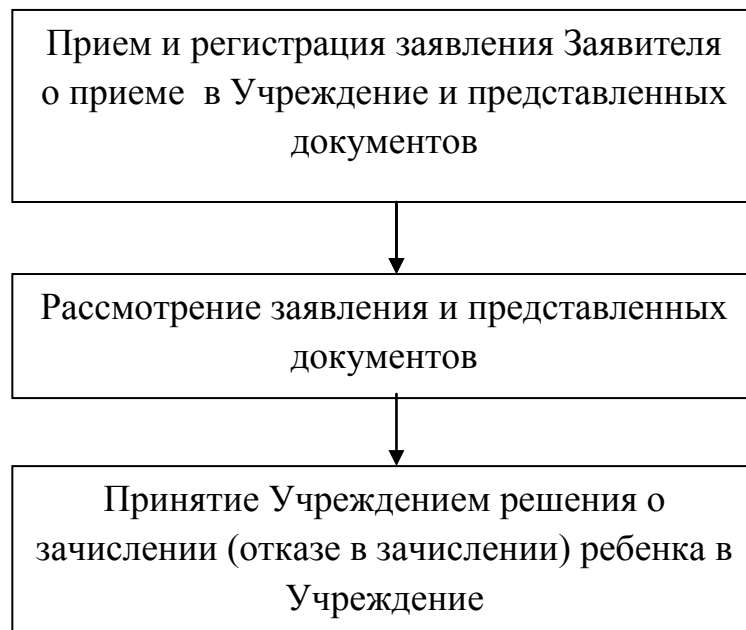 Прием и регистрация заявления Заявителя
о приеме  в Учреждение и представленных
документов
Рассмотрение заявления и представленных
документов
Принятие Учреждением решения о
зачислении (отказе в зачислении) ребенка в
Учреждение